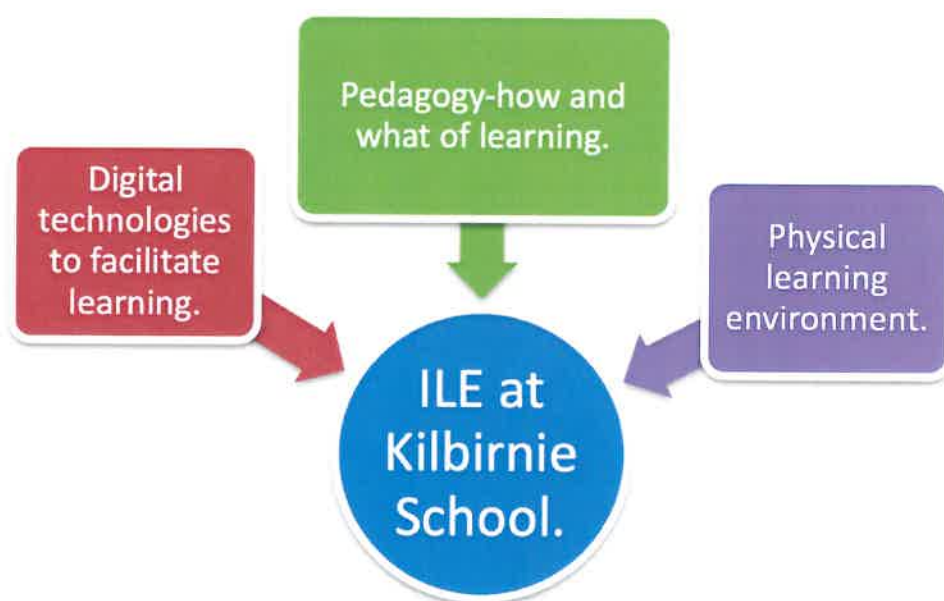 Pedagogy-how and
what of learning.
Digital
technologies
to facilitate
learning.
Physical
learning
environment.
ILE at
Kilbirnie
School.